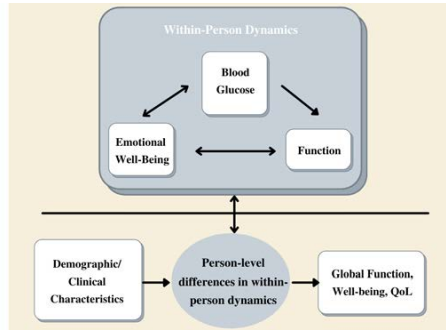 Within-Person Dynamics
Blood
Glucose
Emotional
Well-Being
Function
Demographic/
Clinical
Characteristics
Person-level
differences in within-
person dynamics
Global Function,
Well-being, QoL